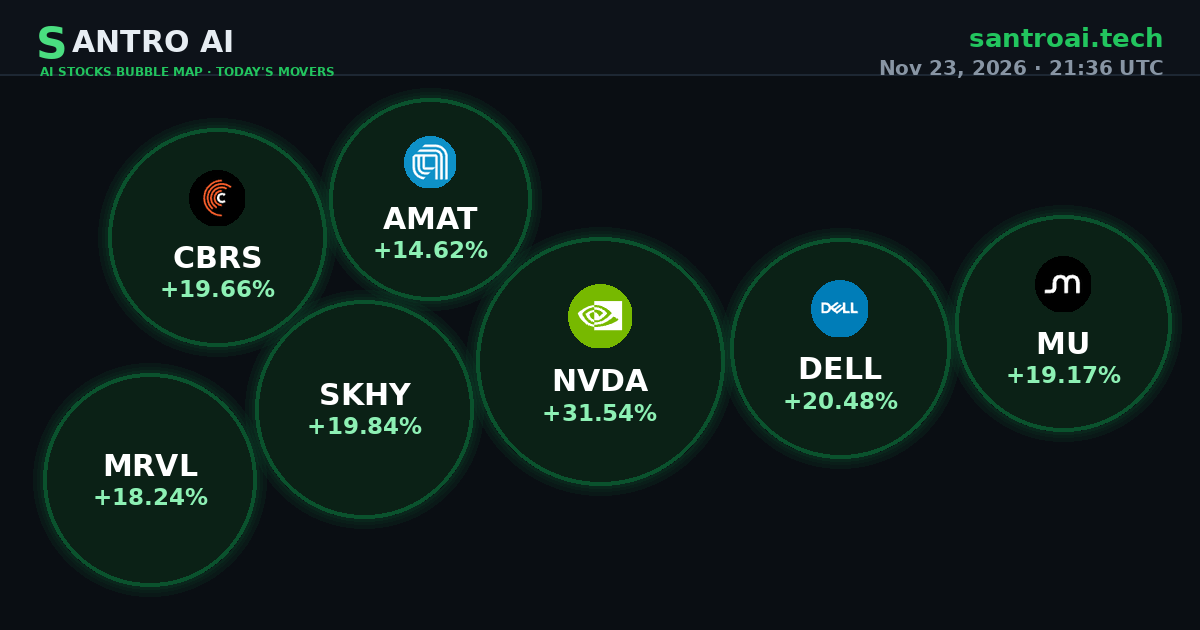 SANTRO AI
AI STOCKS BUBBLE MAP · TODAY'S MOVERS
santroai.tech
Nov 23, 2026 · 21:36 UTC
CBRS
+19.66%
AMAT
+14.62%
MRVL
+18.24%
SKHY
+19.84%
NVDA
+31.54%
DELL
DELL
+20.48%
m
MU
+19.17%